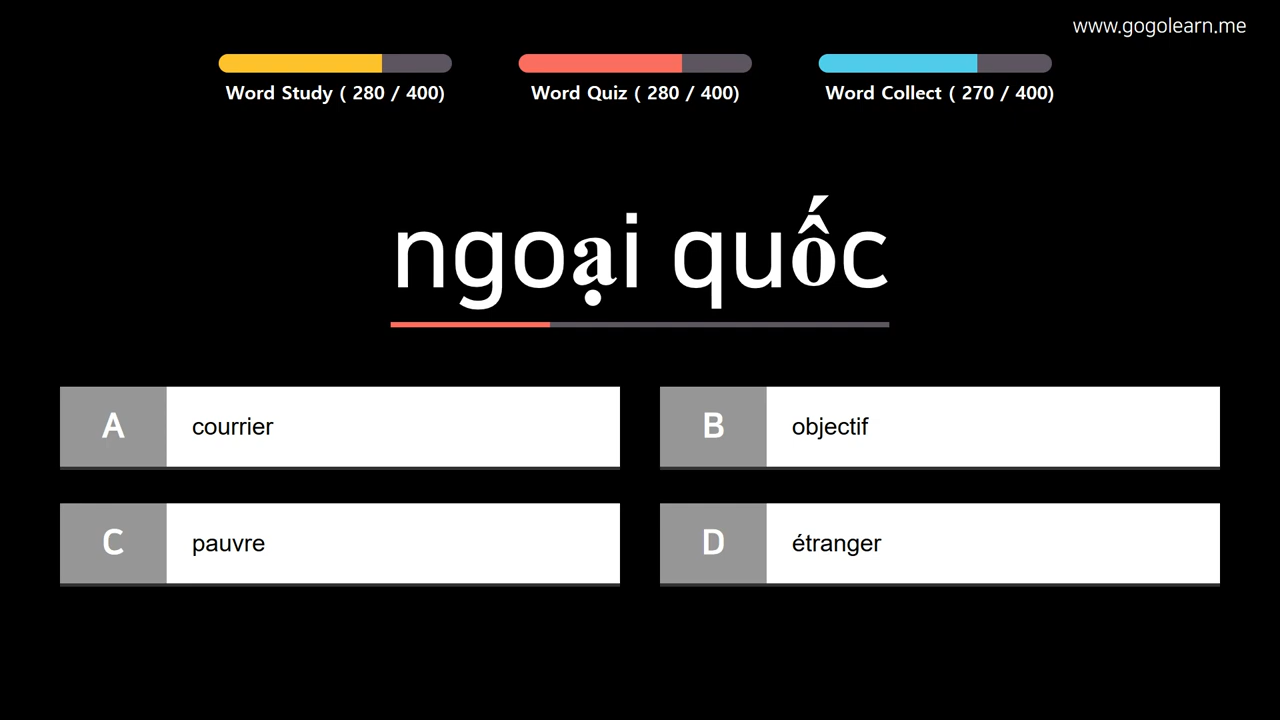 www.gogolearn.me
Word Study ( 280 / 400)
Word Quiz ( 280 / 400)
Word Collect ( 270 / 400)
ngoại quốc
A courrier
B objectif
C pauvre
D étranger